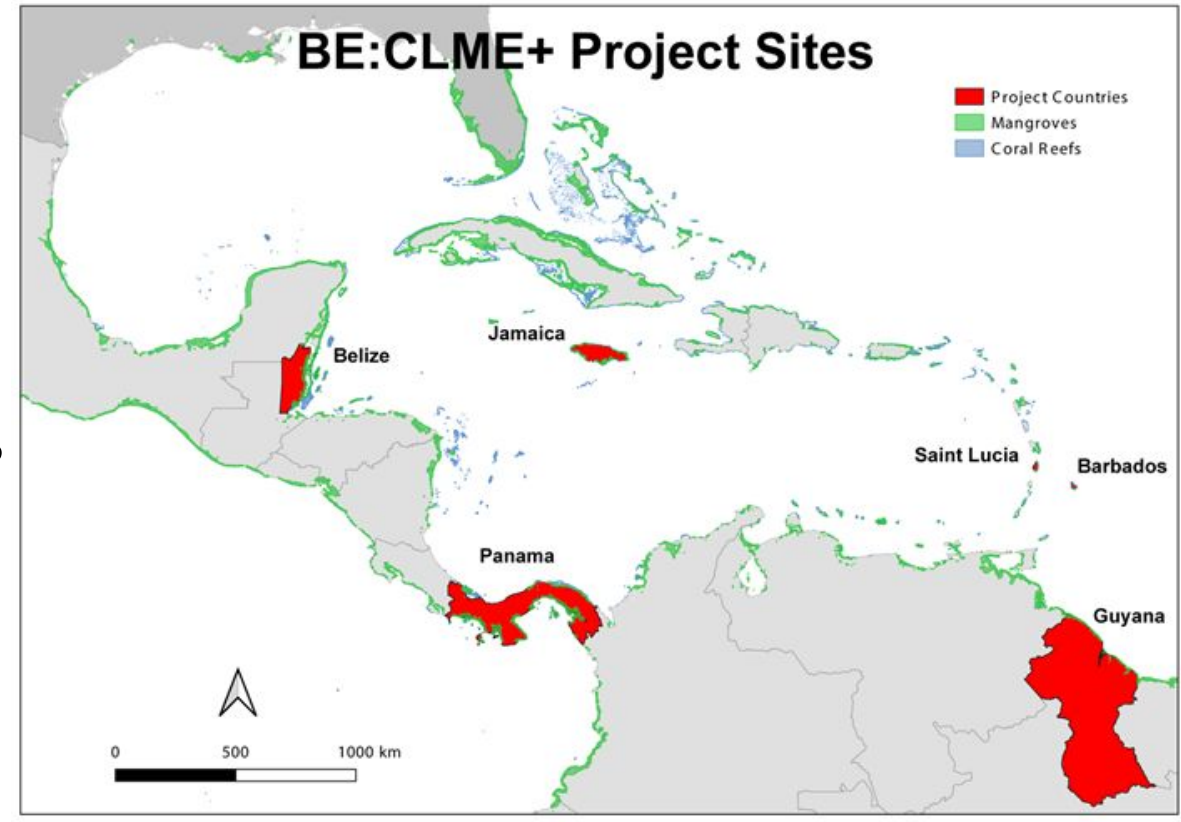 BE:CLME+ Project Sites
Project Countries
Mangroves
Coral Reefs
Jamaica
Belize
Saint Lucia
Barbados
Panama
Guyana
0 500 1000 km